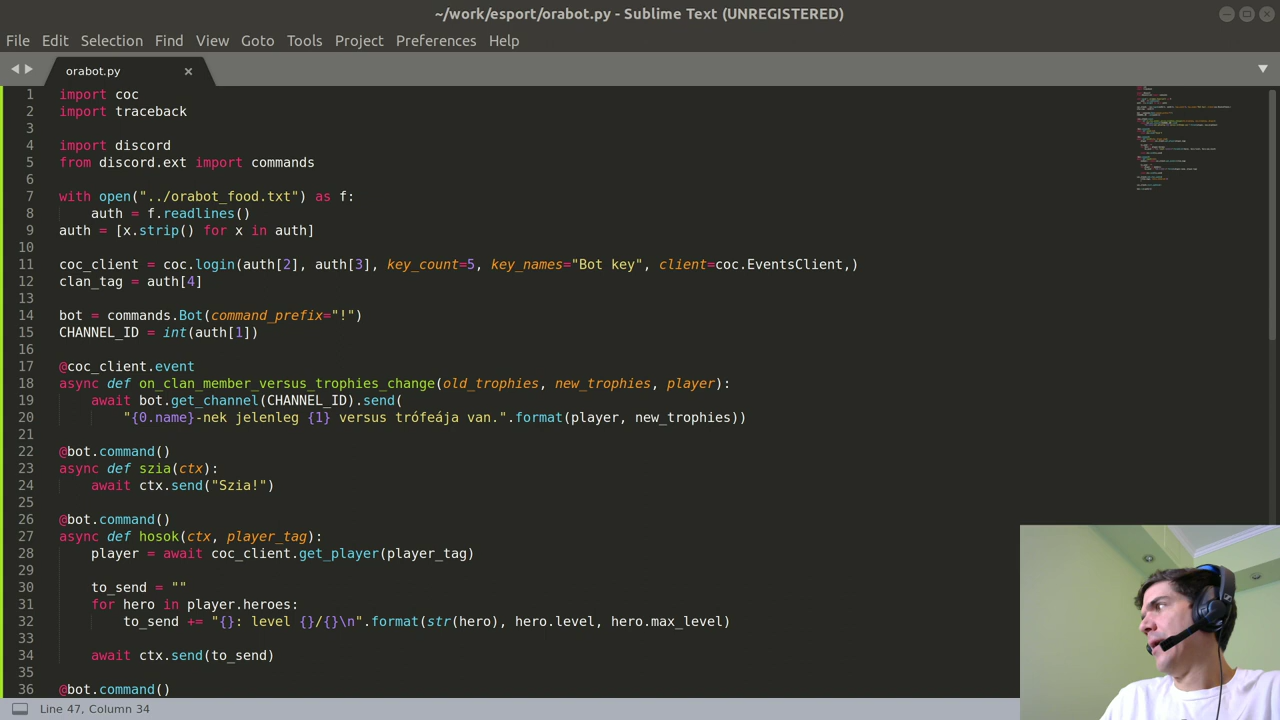 ~/work/esport/orabot.py - Sublime Text (UNREGISTERED)
File Edit Selection Find View Goto Tools Project Preferences Help
orabot.py
1 import coc
2 import traceback
3
4 import discord
5 from discord.ext import commands
6
7 with open("../orabot_food.txt") as f:
8 auth = f.readlines()
9 auth = [x.strip() for x in auth]
10
11 coc_client = coc.login(auth[2], auth[3], key_count=5, key_names="Bot key", client=coc.EventsClient,)
12 clan_tag = auth[4]
13
14 bot = commands.Bot(command_prefix="!")
15 CHANNEL_ID = int(auth[1])
16
17 @coc_client.event
18 async def on_clan_member_versus_trophies_change(old_trophies, new_trophies, player):
19 await bot.get_channel(CHANNEL_ID).send(
20 "{0.name}-nek jelenleg {1} versus trófeája van.".format(player, new_trophies))
21
22 @bot.command()
23 async def szia(ctx):
24 await ctx.send("Szia!")
25
26 @bot.command()
27 async def hosok(ctx, player_tag):
28 player = await coc_client.get_player(player_tag)
29
30 to_send = ""
31 for hero in player.heroes:
32 to_send += "{}: level {}/{}\n".format(str(hero), hero.level, hero.max_level)
33
34 await ctx.send(to_send)
35
36 @bot.command()
Line 47, Column 34